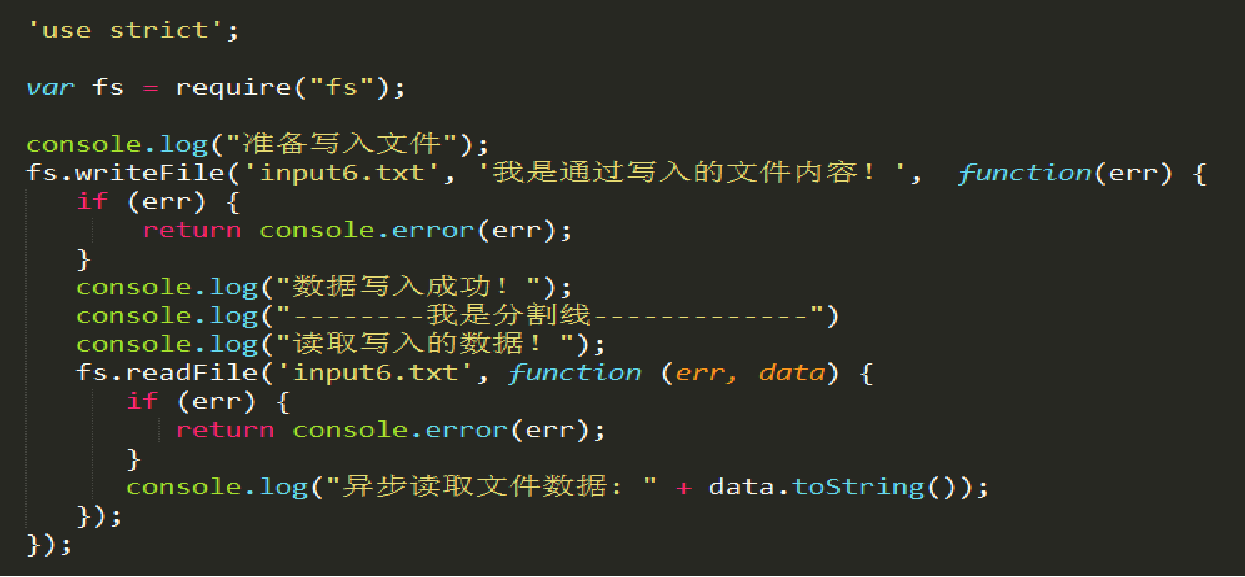 'use strict';
var fs = require("fs");
console.log("准备写入文件");
fs.writeFile('input6.txt', '我是通过写入的文件内容！',  function(err) {
if (err) {
return console.error(err);
}
console.log("数据写入成功！");
console.log("--------我是分割线-------------")
console.log("读取写入的数据！");
fs.readFile('input6.txt', function (err, data) {
if (err) {
return console.error(err);
}
console.log("异步读取文件数据: " + data.toString());
});
});